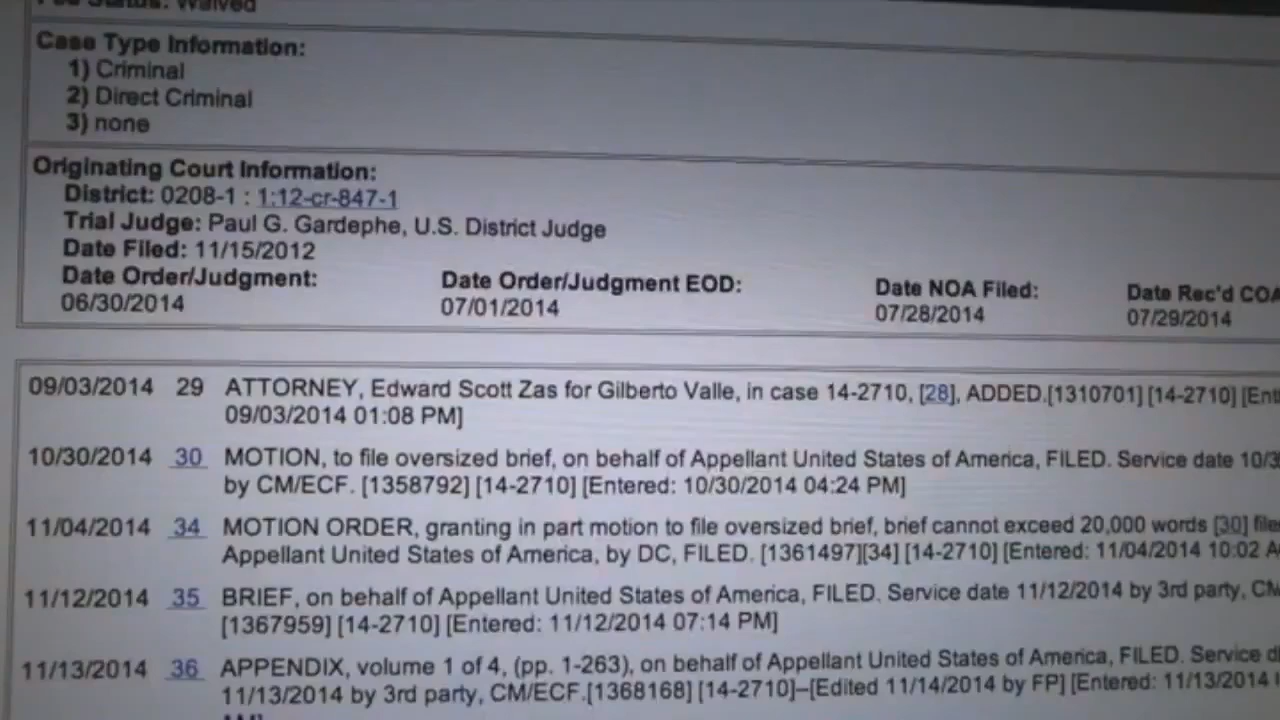 Fee Status: Waived
Case Type Information:
1) Criminal
2) Direct Criminal
3) none
Originating Court Information:
District: 0208-1 : 1:12-cr-847-1
Trial Judge: Paul G. Gardephe, U.S. District Judge
Date Filed: 11/15/2012
Date Order/Judgment: Date Order/Judgment EOD: Date NOA Filed: Date Rec'd COA
06/30/2014 07/01/2014 07/28/2014 07/29/2014
09/03/2014 29 ATTORNEY, Edward Scott Zas for Gilberto Valle, in case 14-2710, [28], ADDED.[1310701] [14-2710] [Ent
09/03/2014 01:08 PM]
10/30/2014 30 MOTION, to file oversized brief, on behalf of Appellant United States of America, FILED. Service date 10/3
by CM/ECF. [1358792] [14-2710] [Entered: 10/30/2014 04:24 PM]
11/04/2014 34 MOTION ORDER, granting in part motion to file oversized brief, brief cannot exceed 20,000 words [30] file
Appellant United States of America, by DC, FILED. [1361497][34] [14-2710] [Entered: 11/04/2014 10:02 A
11/12/2014 35 BRIEF, on behalf of Appellant United States of America, FILED. Service date 11/12/2014 by 3rd party, CM
[1367959] [14-2710] [Entered: 11/12/2014 07:14 PM]
11/13/2014 36 APPENDIX, volume 1 of 4, (pp. 1-263), on behalf of Appellant United States of America, FILED. Service d
11/13/2014 by 3rd party, CM/ECF.[1368168] [14-2710]–[Edited 11/14/2014 by FP] [Entered: 11/13/2014